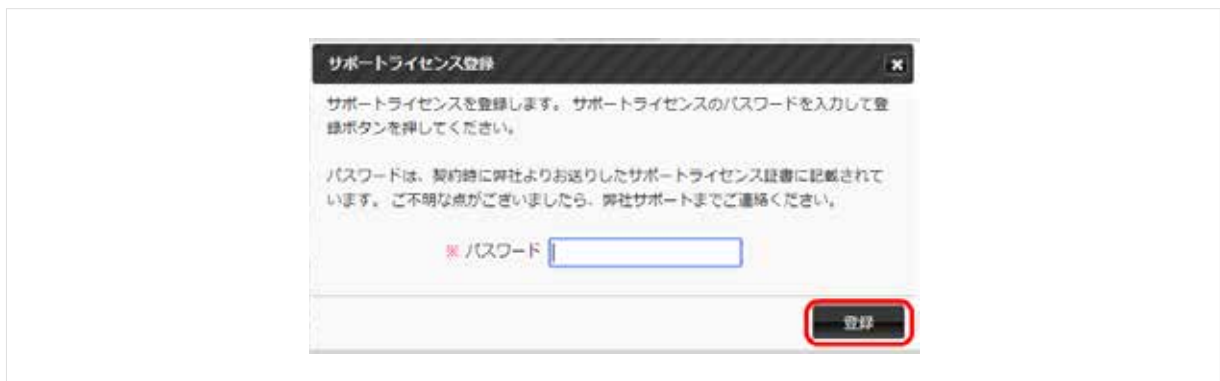 サポートライセンス登録
サポートライセンスを登録します。 サポートライセンスのパスワードを入力して登
録ボタンを押してください。
パスワードは、契約時に弊社よりお送りしたサポートライセンス証書に記載されて
います。 ご不明な点がございましたら、弊社サポートまでご連絡ください。
※ パスワード
登録